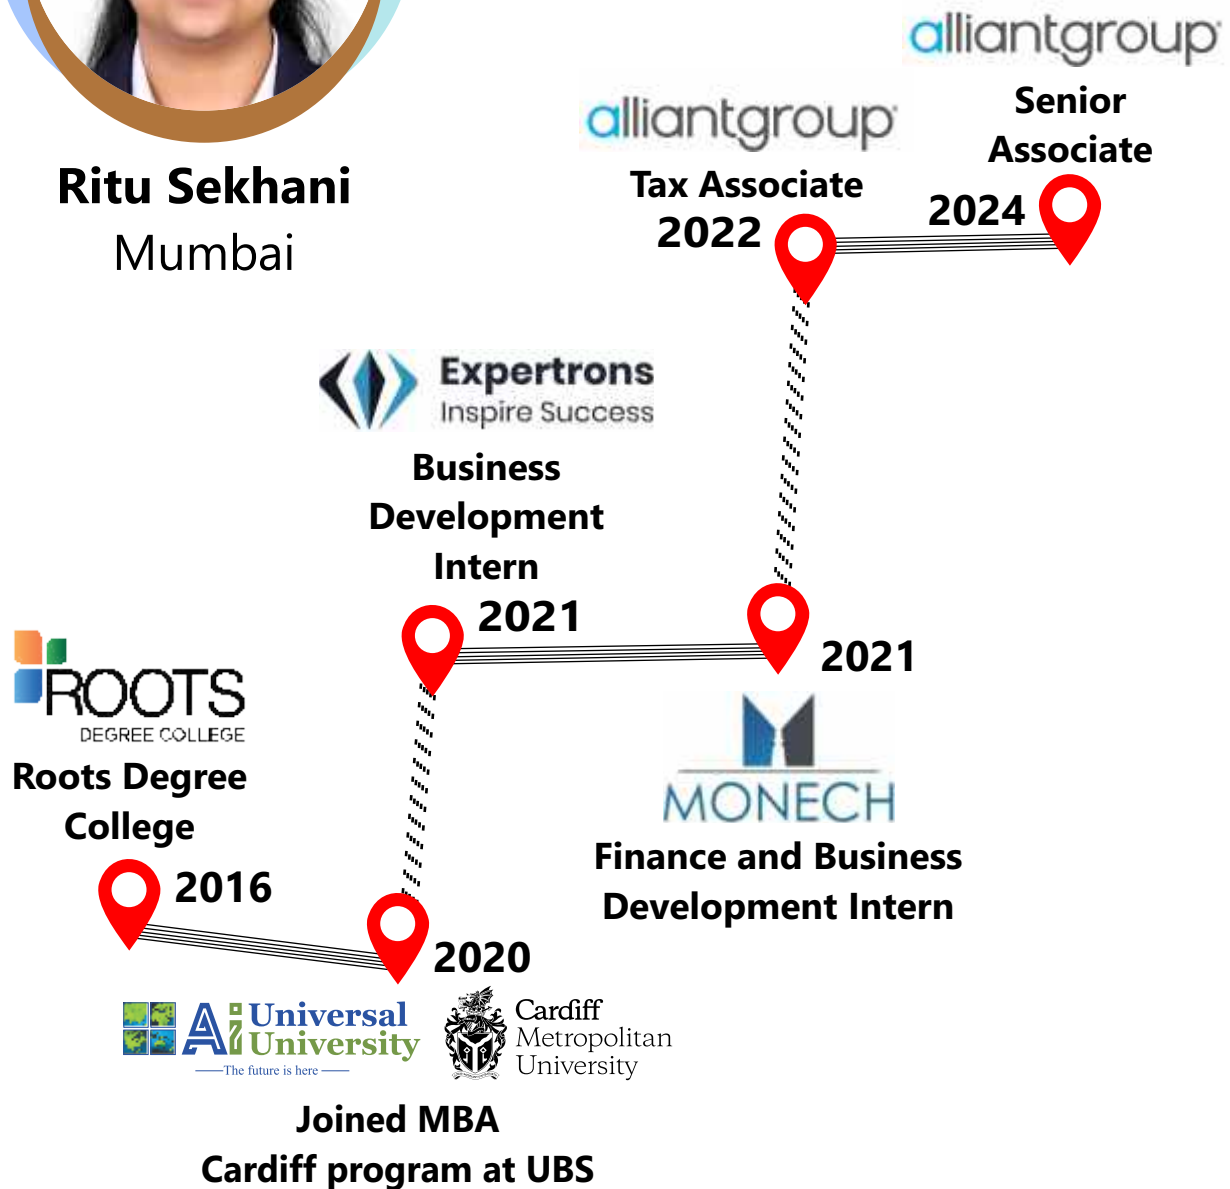 alliantgroup
Senior
Associate
2024
alliantgroup
Tax Associate
2022
Ritu Sekhani
Mumbai
Expertrons
Inspire Success
Business
Development
Intern
2021
2021
MONECH
Finance and Business
Development Intern
ROOTS
DEGREE COLLEGE
Roots Degree
College
2016
2020
Ai Universal
University
The future is here
Cardiff
Metropolitan
University
Joined MBA
Cardiff program at UBS